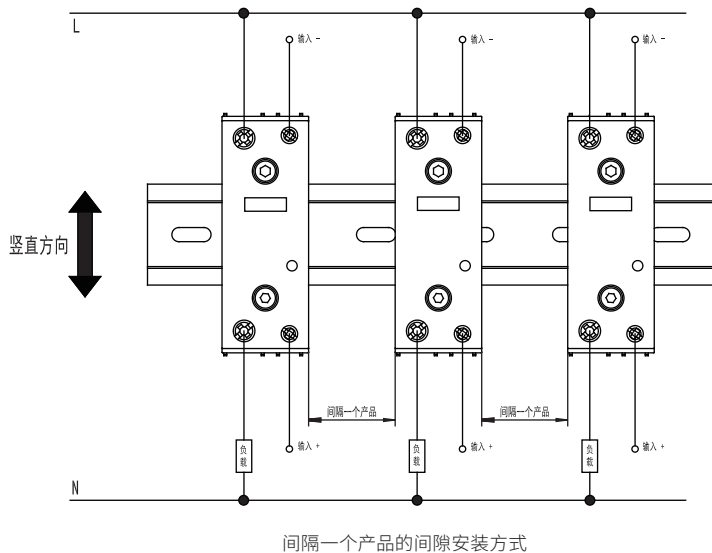 L
输入 -
输入 -
输入 -
竖直方向
间隔一个产品
间隔一个产品
负载
输入 +
负载
输入 +
负载
输入 +
N
间隔一个产品的间隙安装方式